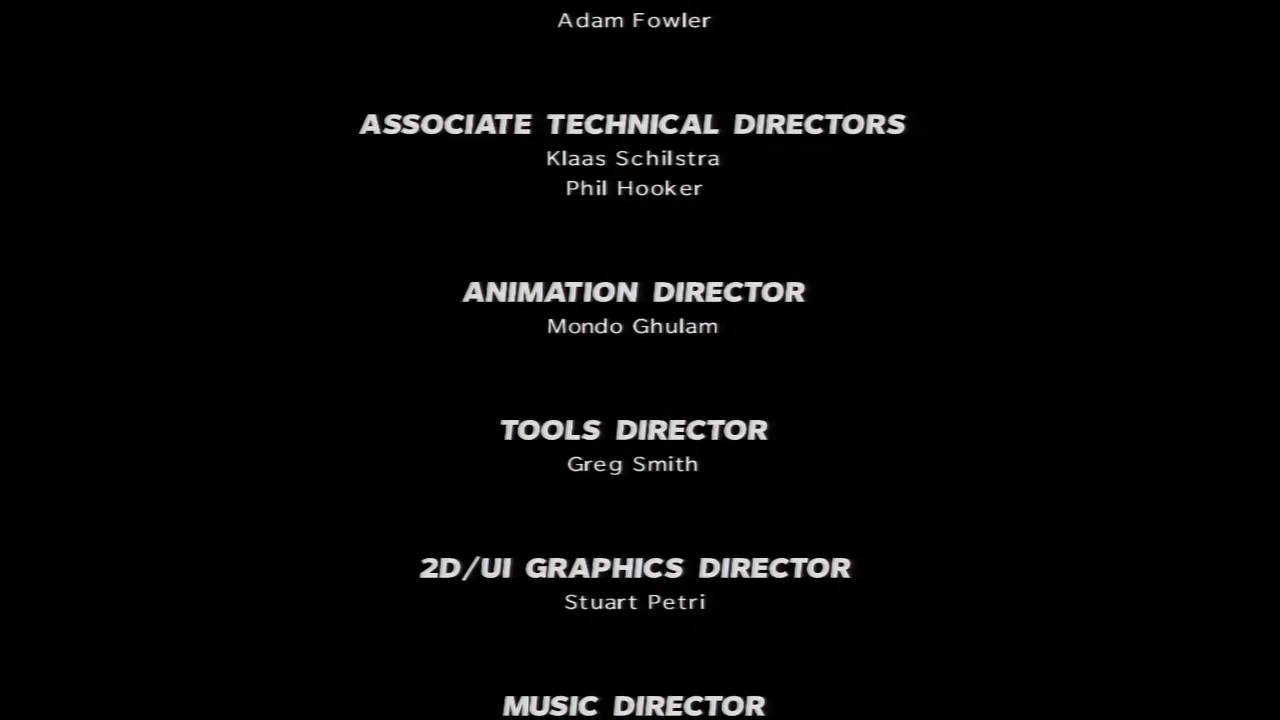 Adam Fowler
ASSOCIATE TECHNICAL DIRECTORS
Klaas Schilstra
Phil Hooker
ANIMATION DIRECTOR
Mondo Ghulam
TOOLS DIRECTOR
Greg Smith
2D/UI GRAPHICS DIRECTOR
Stuart Petri
MUSIC DIRECTOR